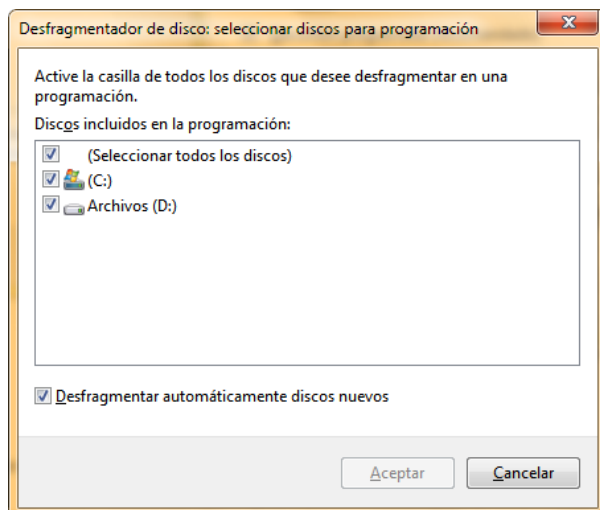 Desfragmentador de disco: seleccionar discos para programación
Active la casilla de todos los discos que desee desfragmentar en una
programación.
Discos incluidos en la programación:
(Seleccionar todos los discos)
(C:)
Archivos (D:)
Desfragmentar automáticamente discos nuevos
Aceptar
Cancelar